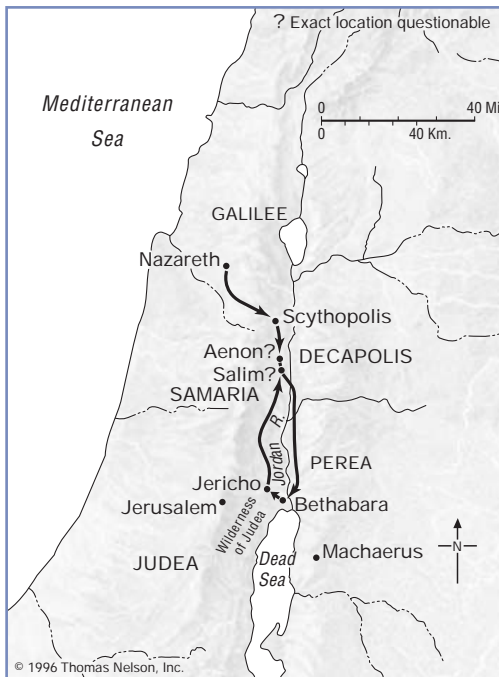 ? Exact location questionable
Mediterranean
Sea
0 40 Mi
0 40 Km.
GALILEE
Nazareth
Scythopolis
Aenon?
DECAPOLIS
Salim?
SAMARIA
Jordan R.
PEREA
Jericho
Bethabara
Jerusalem
Wilderness
of Judea
JUDEA
Dead
Sea
Machaerus
N
© 1996 Thomas Nelson, Inc.